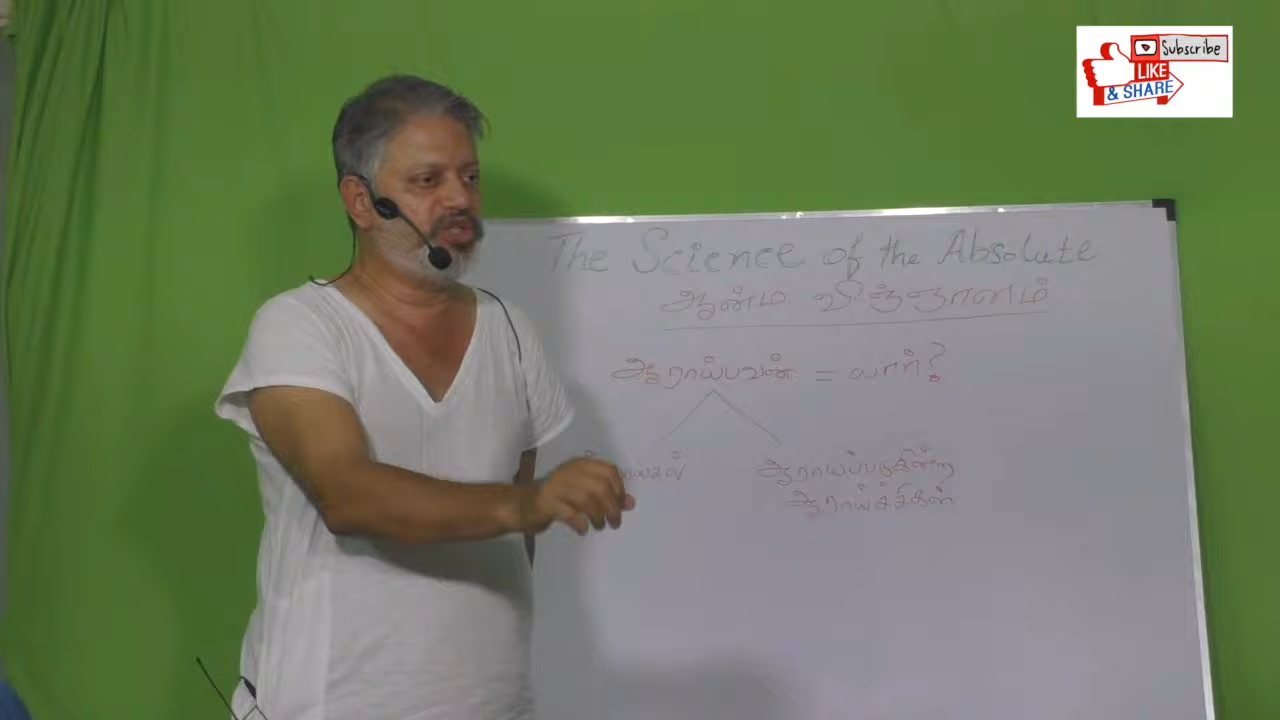 Subscribe
LIKE
& SHARE
The Science of the Absolute
ஆன்ம விஞ்ஞானம்
ஆராய்பவன் = யார்?
ஆராயப்படுகின்ற
ஆராய்ச்சிகள்